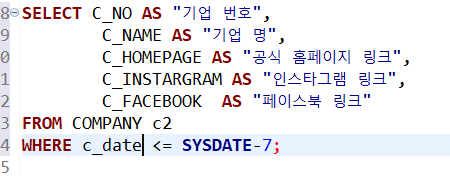 8 SELECT C_NO AS "기업 번호",
9 C_NAME AS "기업 명",
0 C_HOMEPAGE AS "공식 홈페이지 링크",
1 C_INSTARGRAM AS "인스타그램 링크",
2 C_FACEBOOK  AS "페이스북 링크"
3 FROM COMPANY c2
4 WHERE c_date <= SYSDATE-7;
5